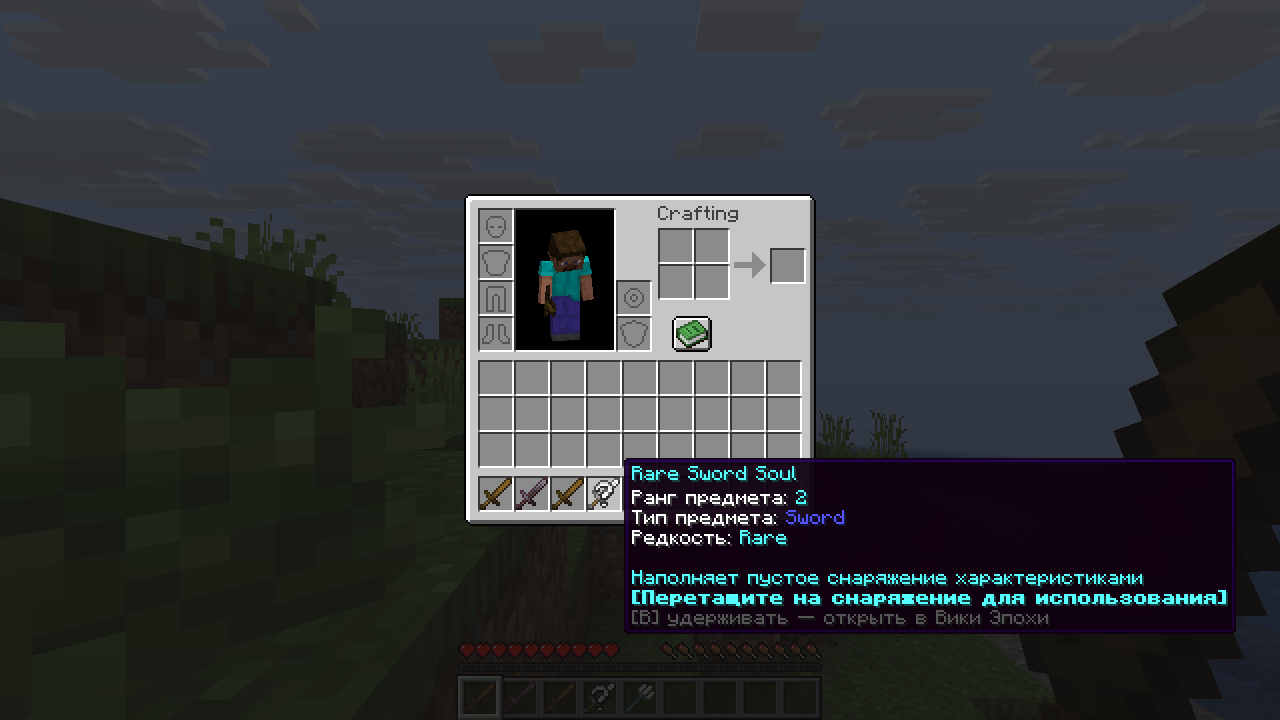 Crafting
Rare Sword Soul
Ранг предмета: 2
Тип предмета: Sword
Редкость: Rare
Наполняет пустое снаряжение характеристиками
[Перетащите на снаряжение для использования]
[B] удерживать — открыть в Вики Эпохи